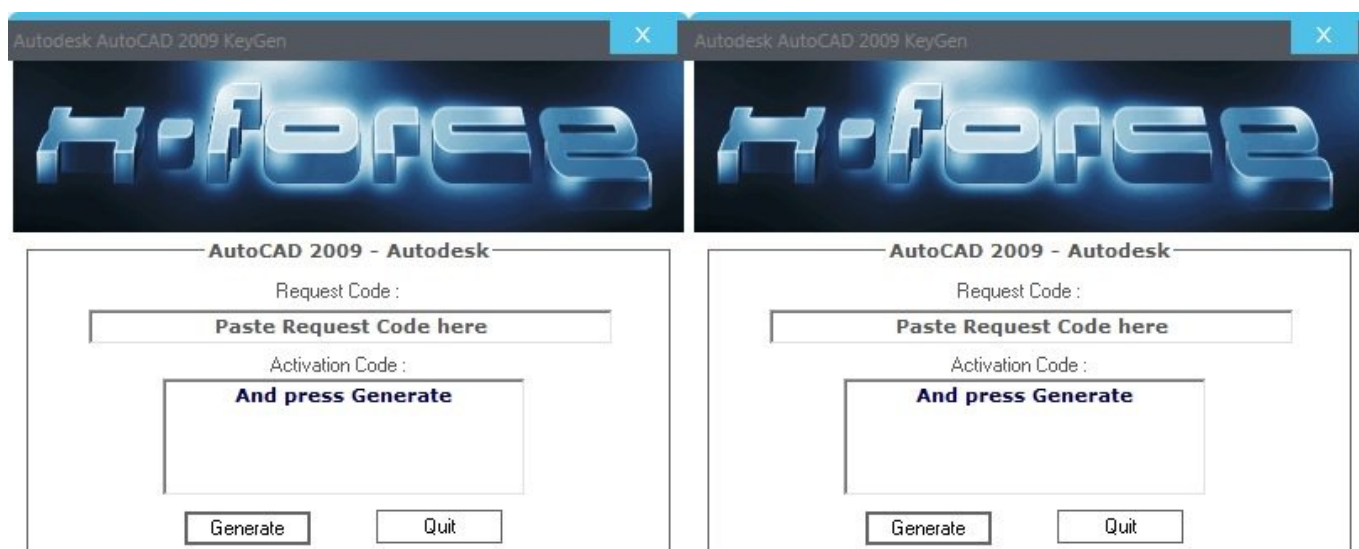 Autodesk AutoCAD 2009 KeyGen
X
x-force
AutoCAD 2009 - Autodesk
Request Code :
Paste Request Code here
Activation Code :
And press Generate
Generate
Quit
Autodesk AutoCAD 2009 KeyGen
X
x-force
AutoCAD 2009 - Autodesk
Request Code :
Paste Request Code here
Activation Code :
And press Generate
Generate
Quit